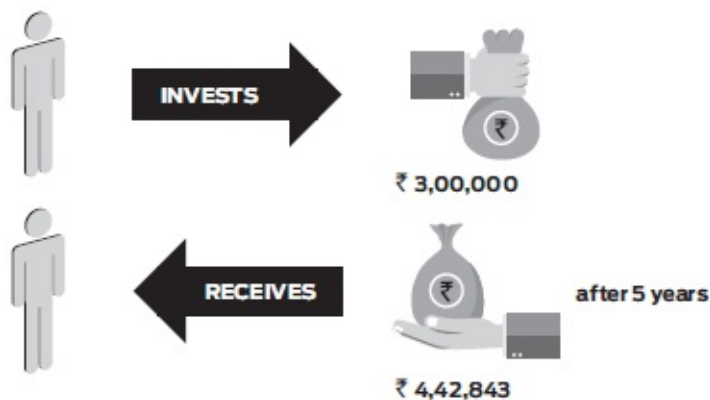 INVESTS
₹
₹ 3,00,000
RECEIVES
₹
after 5 years
₹ 4,42,843